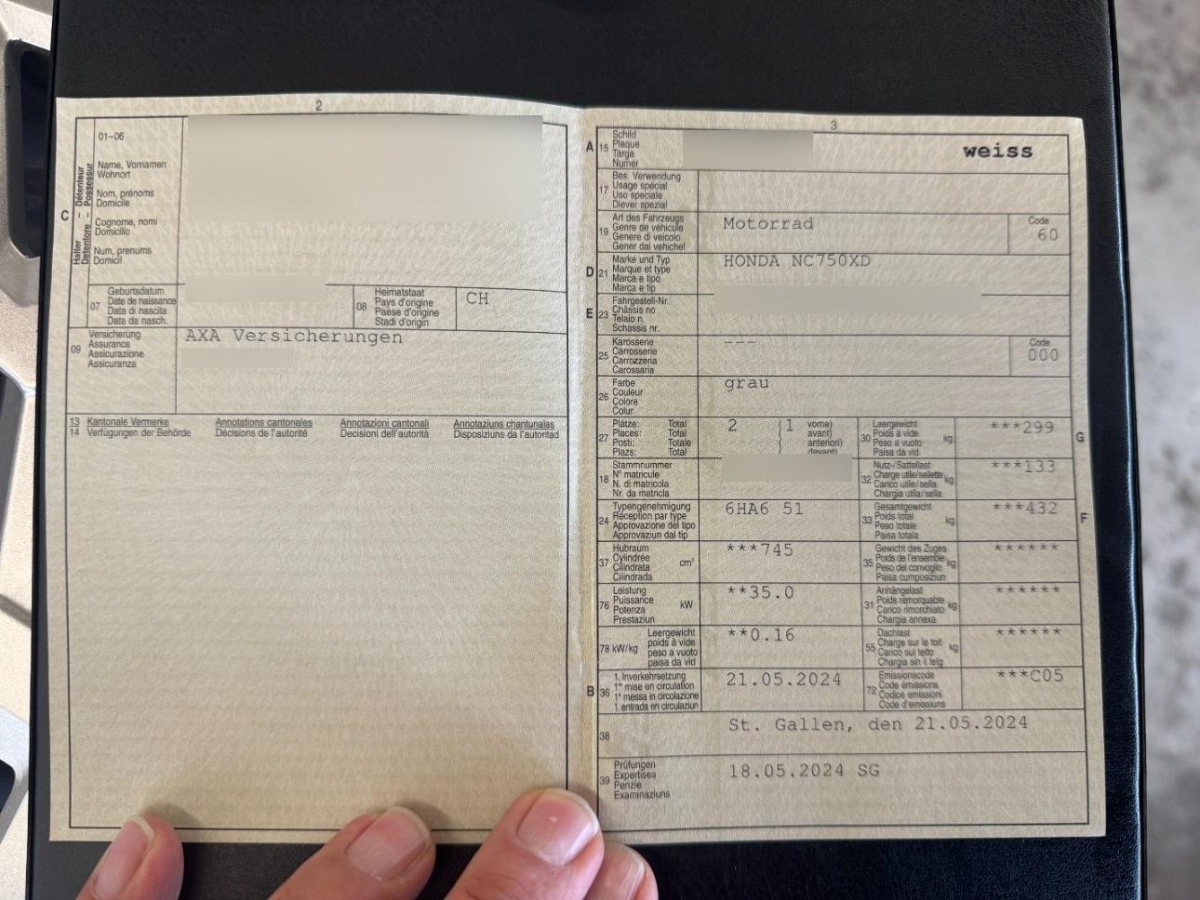 2
01–06
Name, Vornamen
Wohnort
Nom, prénoms
Domicile
Cognome, nomi
Domicilio
Num, prenums
Domicil
C
Halter – Détenteur
Detentore – Possessur
07
Geburtsdatum
Date de naissance
Data di nascita
Data da nasch.
08
Heimatstaat
Pays d'origine
Paese d'origine
Stadi d'origin
CH
09
Versicherung
Assurance
Assicurazione
Assicuranza
AXA Versicherungen
13 Kantonale Vermerke Annotations cantonales Annotazioni cantonali Annotaziuns chantunalas
14 Verfügungen der Behörde Décisions de l'autorité Decisioni dell'autorità Disposiziuns da l'autoritad
3
A 15
Schild
Plaque
Targa
Numer
weiss
17
Bes. Verwendung
Usage spécial
Uso speciale
Diever spezial
19
Art des Fahrzeugs
Genre de véhicule
Genere di veicolo
Gener dal vehichel
Motorrad
Code
60
D 21
Marke und Typ
Marque et type
Marca e tipo
Marca e tip
HONDA NC750XD
E 23
Fahrgestell-Nr.
Châssis no
Telaio n.
Schassis nr.
25
Karosserie
Carrosserie
Carrozzeria
Carossaria
---
Code
000
26
Farbe
Couleur
Colore
Colur
grau
27
Plätze: Total
Places: Total
Posti: Totale
Plazs: Total
2 (1 vorne)
avant)
anteriori)
davant)
30
Leergewicht
Poids à vide
Peso a vuoto
Paisa da vid
kg
***299
G
18
Stammnummer
N° matricule
N. di matricola
Nr. da matricla
32
Nutz-/Sattellast
Charge utile/sellette
Carico utile/sella
Chargia utila/sella
kg
***133
24
Typengenehmigung
Réception par type
Approvazione del tipo
Approvaziun dal tip
6HA6 51
33
Gesamtgewicht
Poids total
Peso totale
Paisa totala
kg
***432
F
37
Hubraum
Cylindrée
Cilindrata
Cilindrada
cm³
***745
35
Gewicht des Zuges
Poids de l'ensemble
Peso del convoglio
Paisa cumposiziun
kg
******
76
Leistung
Puissance
Potenza
Prestaziun
kW
**35.0
31
Anhängelast
Poids remorquable
Carico rimorchiato
Chargia annexa
kg
******
78 kW/kg
Leergewicht
poids à vide
peso a vuoto
paisa da vid
**0.16
55
Dachlast
Charge sur le toit
Carico sul tetto
Chargia sin il tetg
kg
******
B 36
1. Inverkehrsetzung
1re mise en circulation
1a messa in circolazione
1. entrada en circulaziun
21.05.2024
72
Emissionscode
Code émissions
Codice emissioni
Code d'emissiuns
***C05
38
St. Gallen, den 21.05.2024
39
Prüfungen
Expertises
Perizie
Examinaziuns
18.05.2024 SG